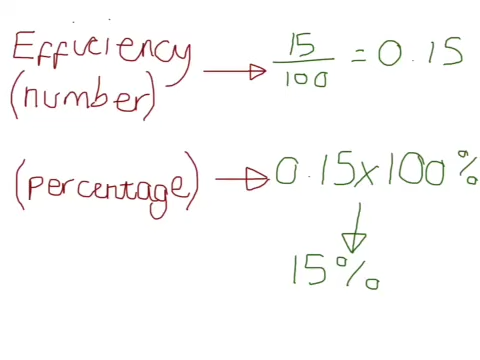 Efficiency → 15/100 = 0.15
(number)
(percentage) → 0.15 x 100%
↓
15%